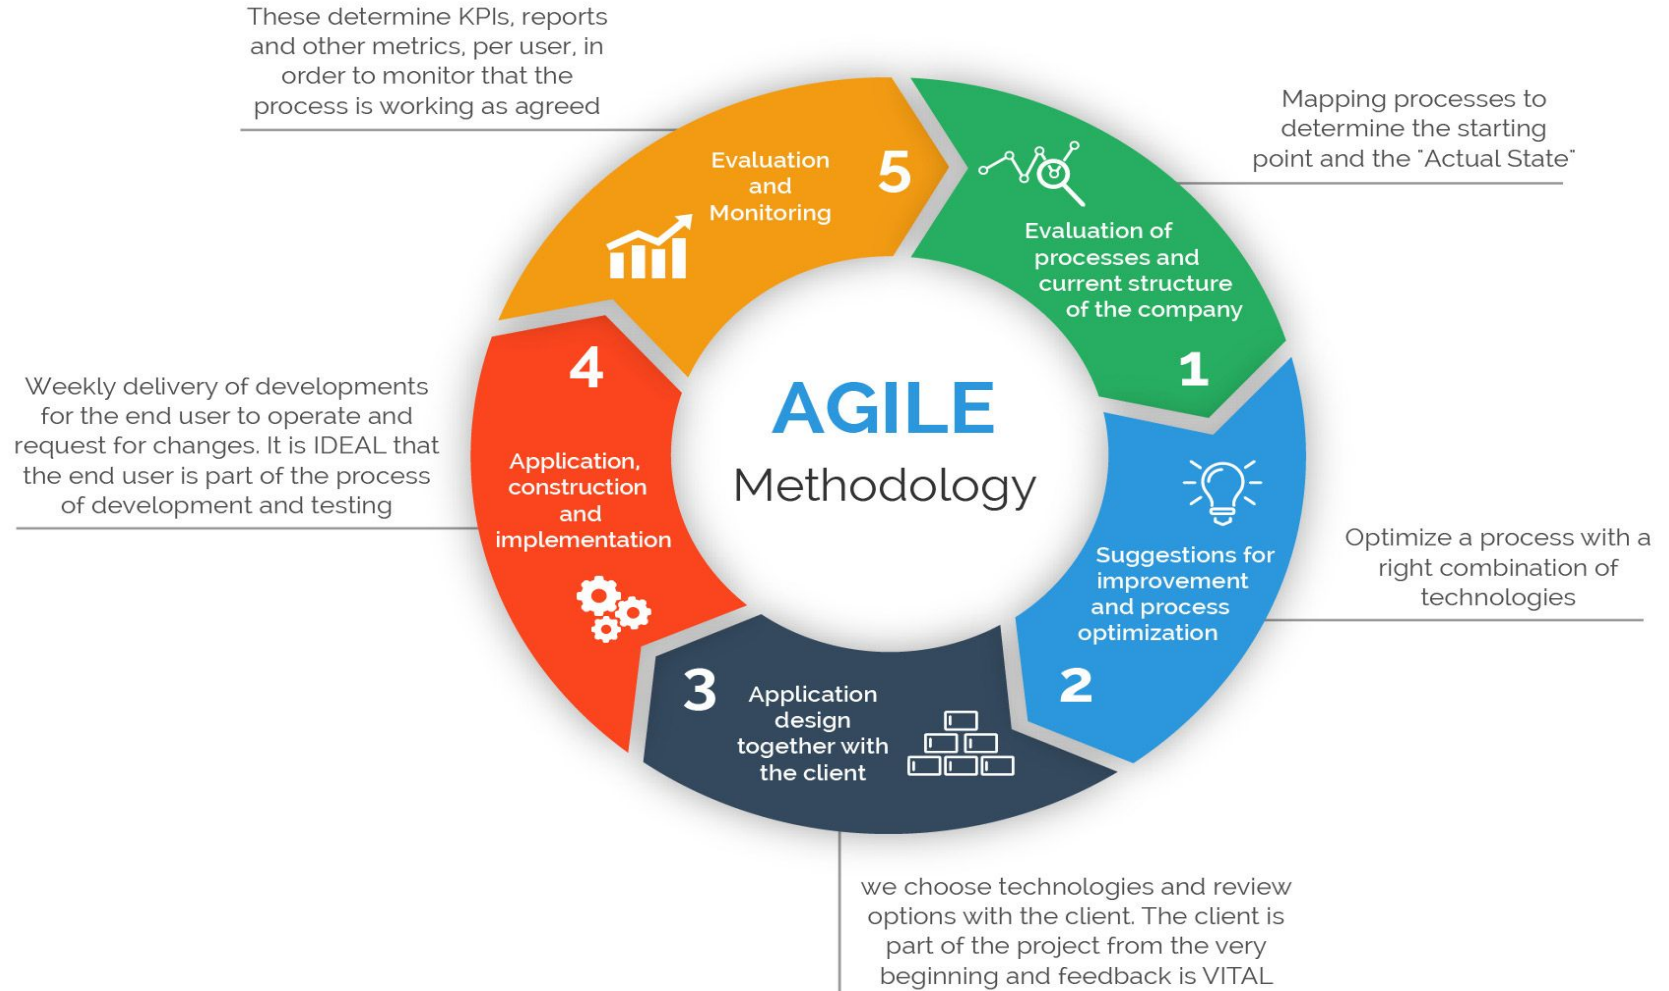 These determine KPIs, reports
and other metrics, per user, in
order to monitor that the
process is working as agreed
Mapping processes to
determine the starting
point and the "Actual State"
Evaluation
and
Monitoring
5
Evaluation of
processes and
current structure
of the company
1
4
AGILE
Methodology
Weekly delivery of developments
for the end user to operate and
request for changes. It is IDEAL that
the end user is part of the process
of development and testing
Application,
construction
and
implementation
Suggestions for
improvement
and process
optimization
2
Optimize a process with a
right combination of
technologies
3
Application
design
together with
the client
we choose technologies and review
options with the client. The client is
part of the project from the very
beginning and feedback is VITAL